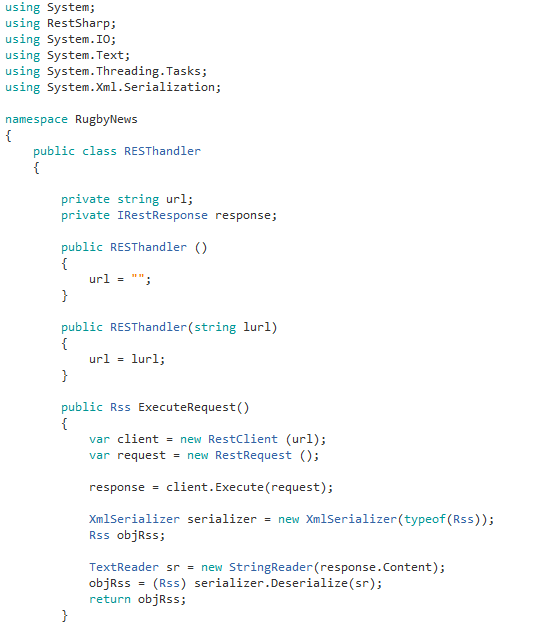 using System;
using RestSharp;
using System.IO;
using System.Text;
using System.Threading.Tasks;
using System.Xml.Serialization;

namespace RugbyNews
{
    public class RESThandler
    {

        private string url;
        private IRestResponse response;

        public RESThandler ()
        {
            url = "";
        }

        public RESThandler(string lurl)
        {
            url = lurl;
        }

        public Rss ExecuteRequest()
        {
            var client = new RestClient (url);
            var request = new RestRequest ();

            response = client.Execute(request);

            XmlSerializer serializer = new XmlSerializer(typeof(Rss));
            Rss objRss;

            TextReader sr = new StringReader(response.Content);
            objRss = (Rss) serializer.Deserialize(sr);
            return objRss;
        }